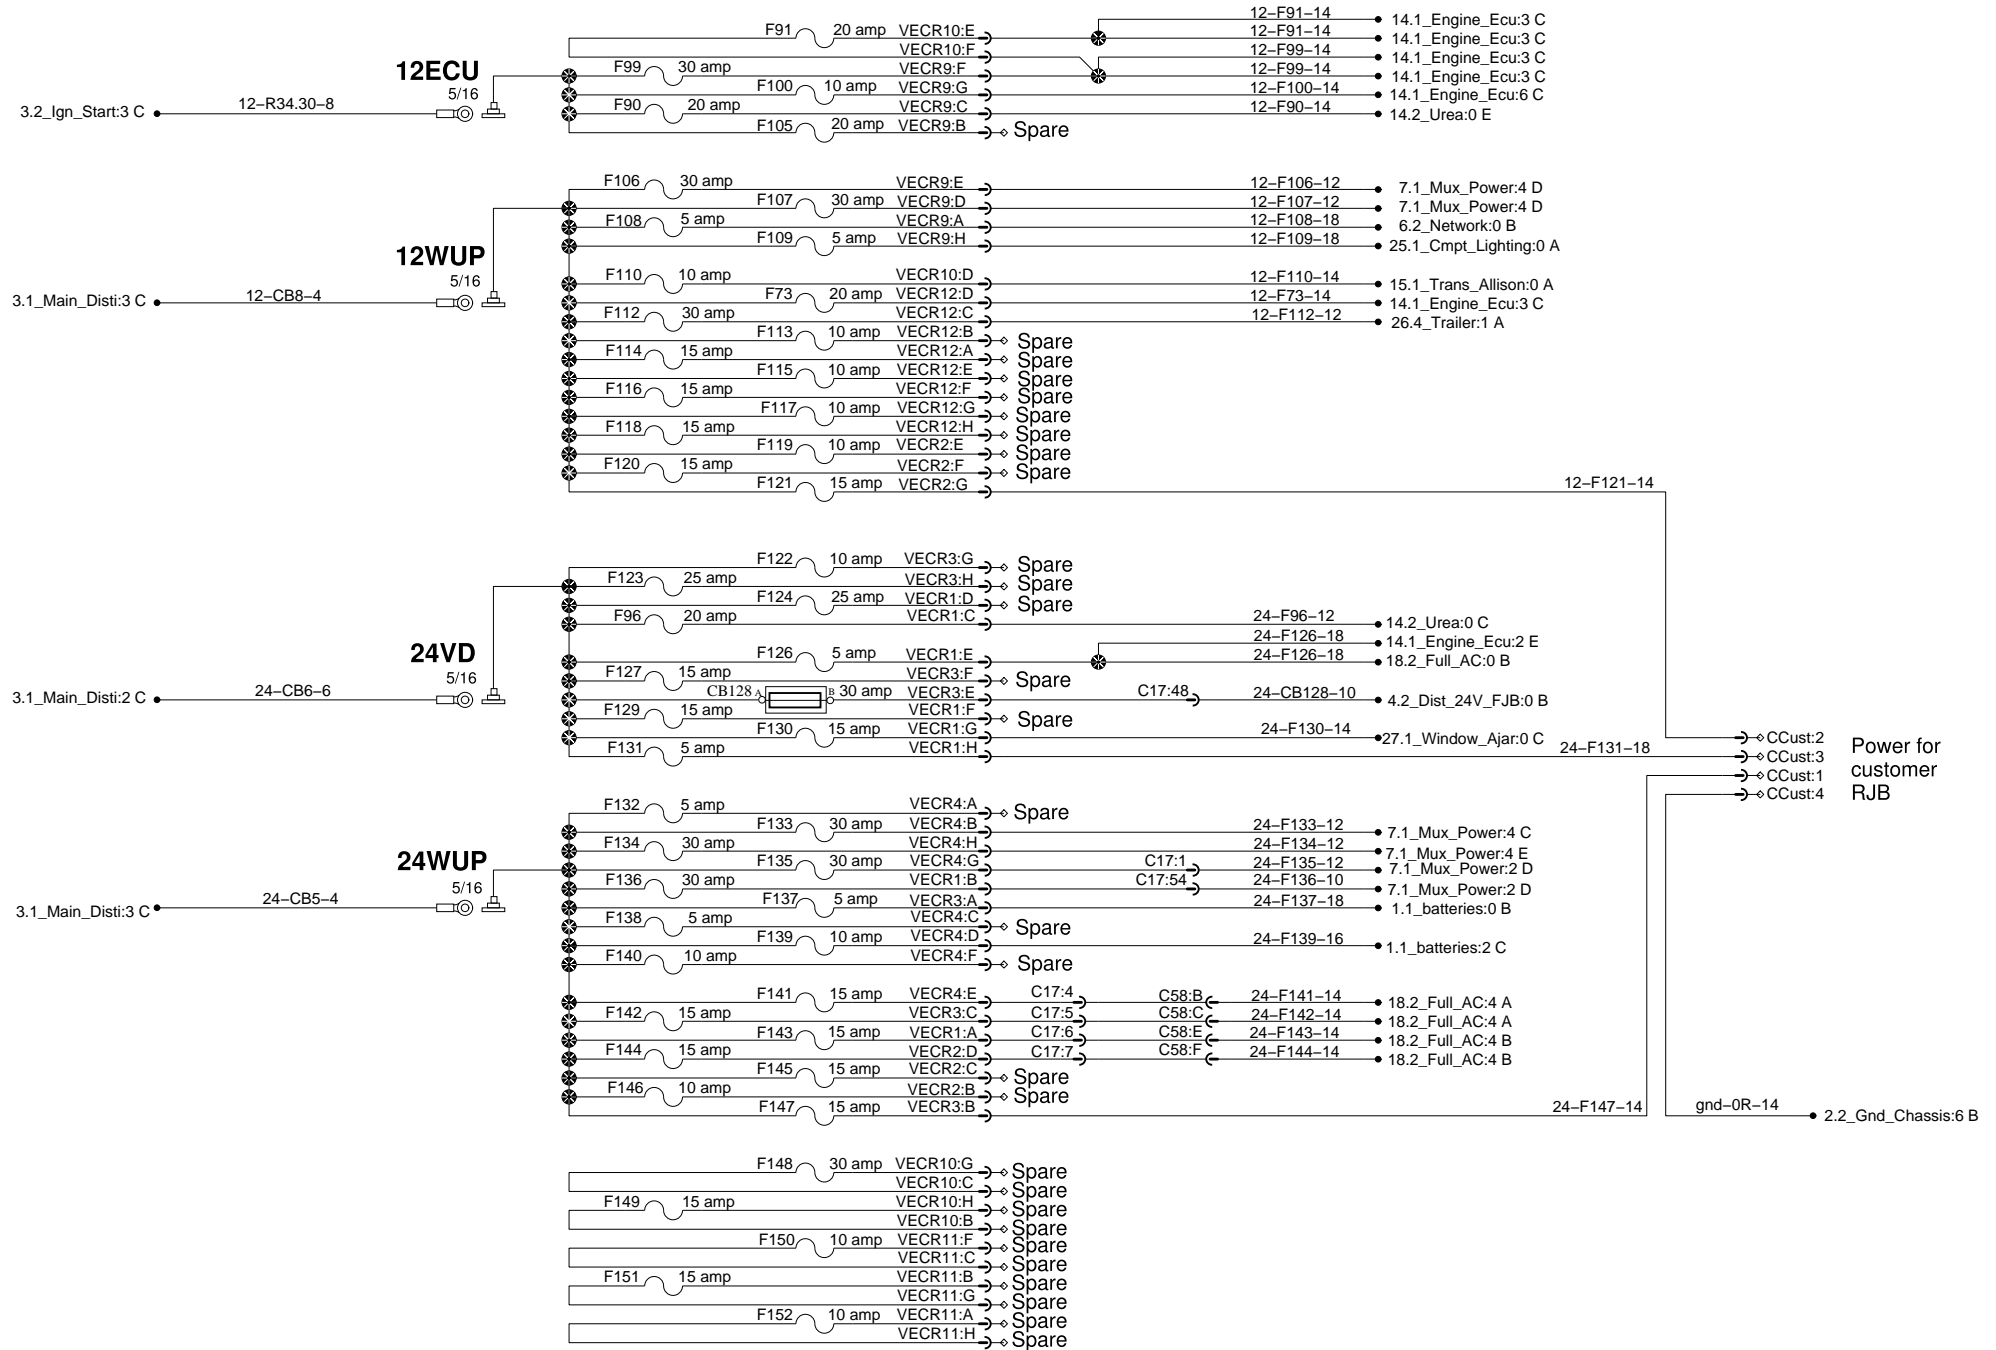 F91 20 amp VECR10:E 12–F91–14 14.1_Engine_Ecu:3 C
VECR10:F 12–F91–14 14.1_Engine_Ecu:3 C
12–F99–14 14.1_Engine_Ecu:3 C
12ECU F99 30 amp VECR9:F 12–F99–14 14.1_Engine_Ecu:3 C
5/16 F100 10 amp VECR9:G 12–F100–14 14.1_Engine_Ecu:6 C
3.2_Ign_Start:3 C 12–R34.30–8 F90 20 amp VECR9:C 12–F90–14 14.2_Urea:0 E
F105 20 amp VECR9:B Spare
F106 30 amp VECR9:E 12–F106–12 7.1_Mux_Power:4 D
F107 30 amp VECR9:D 12–F107–12 7.1_Mux_Power:4 D
F108 5 amp VECR9:A 12–F108–18 6.2_Network:0 B
12WUP F109 5 amp VECR9:H 12–F109–18 25.1_Cmpt_Lighting:0 A
5/16 F110 10 amp VECR10:D 12–F110–14 15.1_Trans_Allison:0 A
3.1_Main_Disti:3 C 12–CB8–4 F73 20 amp VECR12:D 12–F73–14 14.1_Engine_Ecu:3 C
F112 30 amp VECR12:C 12–F112–12 26.4_Trailer:1 A
F113 10 amp VECR12:B Spare
F114 15 amp VECR12:A Spare
F115 10 amp VECR12:E Spare
F116 15 amp VECR12:F Spare
F117 10 amp VECR12:G Spare
F118 15 amp VECR12:H Spare
F119 10 amp VECR2:E Spare
F120 15 amp VECR2:F Spare
F121 15 amp VECR2:G 12–F121–14
F122 10 amp VECR3:G Spare
F123 25 amp VECR3:H Spare
F124 25 amp VECR1:D Spare
F96 20 amp VECR1:C 24–F96–12 14.2_Urea:0 C
24–F126–18 14.1_Engine_Ecu:2 E
24VD F126 5 amp VECR1:E 24–F126–18 18.2_Full_AC:0 B
5/16 F127 15 amp VECR3:F Spare
3.1_Main_Disti:2 C 24–CB6–6 CB128 A B 30 amp VECR3:E C17:48 24–CB128–10 4.2_Dist_24V_FJB:0 B
F129 15 amp VECR1:F Spare
F130 15 amp VECR1:G 24–F130–14 27.1_Window_Ajar:0 C CCust:2
F131 5 amp VECR1:H 24–F131–18 CCust:3
CCust:1
CCust:4
Power for
customer
RJB
F132 5 amp VECR4:A Spare
F133 30 amp VECR4:B 24–F133–12 7.1_Mux_Power:4 C
F134 30 amp VECR4:H 24–F134–12 7.1_Mux_Power:4 E
24WUP F135 30 amp VECR4:G C17:1 24–F135–12 7.1_Mux_Power:2 D
5/16 F136 30 amp VECR1:B C17:54 24–F136–10 7.1_Mux_Power:2 D
3.1_Main_Disti:3 C 24–CB5–4 F137 5 amp VECR3:A 24–F137–18 1.1_batteries:0 B
F138 5 amp VECR4:C Spare
F139 10 amp VECR4:D 24–F139–16 1.1_batteries:2 C
F140 10 amp VECR4:F Spare
F141 15 amp VECR4:E C17:4 C58:B 24–F141–14 18.2_Full_AC:4 A
F142 15 amp VECR3:C C17:5 C58:C 24–F142–14 18.2_Full_AC:4 A
F143 15 amp VECR1:A C17:6 C58:E 24–F143–14 18.2_Full_AC:4 B
F144 15 amp VECR2:D C17:7 C58:F 24–F144–14 18.2_Full_AC:4 B
F145 15 amp VECR2:C Spare
F146 10 amp VECR2:B Spare
F147 15 amp VECR3:B 24–F147–14 gnd–0R–14 2.2_Gnd_Chassis:6 B
F148 30 amp VECR10:G Spare
VECR10:C Spare
F149 15 amp VECR10:H Spare
VECR10:B Spare
F150 10 amp VECR11:F Spare
VECR11:C Spare
F151 15 amp VECR11:B Spare
VECR11:G Spare
F152 10 amp VECR11:A Spare
VECR11:H Spare